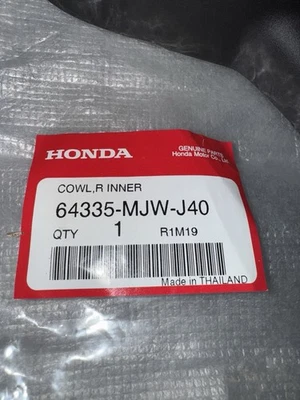 HONDA
GENUINE PARTS
Honda Motor Co., Ltd.
COWL,R INNER
64335-MJW-J40
QTY 1 R1M19
Made in THAILAND